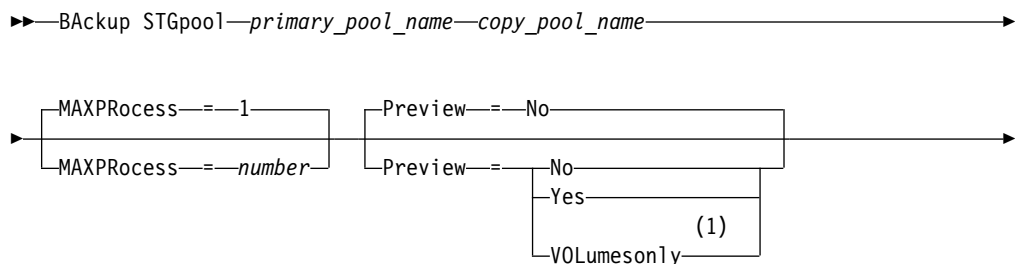 BAckup STGpool primary_pool_name copy_pool_name
MAXPRocess = 1 Preview = No
MAXPRocess = number Preview = No
Yes
(1)
VOLumesonly